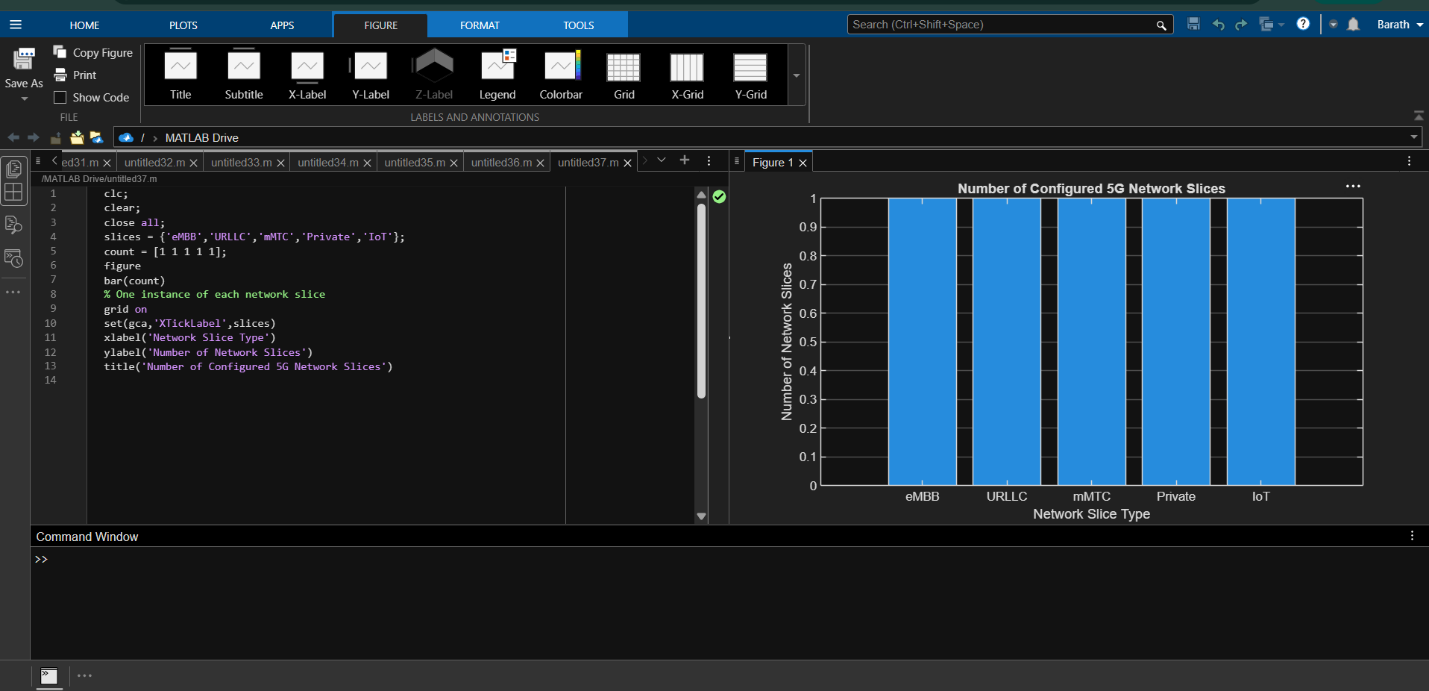 HOME PLOTS APPS FIGURE FORMAT TOOLS Search (Ctrl+Shift+Space) ? Barath
Save As
Copy Figure
Print
Show Code
FILE
Title Subtitle X-Label Y-Label Z-Label Legend Colorbar Grid X-Grid Y-Grid
LABELS AND ANNOTATIONS
/ › MATLAB Drive
ed31.m × untitled32.m × untitled33.m × untitled34.m × untitled35.m × untitled36.m × untitled37.m ×
/MATLAB Drive/untitled37.m
1 clc;
2 clear;
3 close all;
4 slices = {'eMBB','URLLC','mMTC','Private','IoT'};
5 count = [1 1 1 1 1];
6 figure
7 bar(count)
8 % One instance of each network slice
9 grid on
10 set(gca,'XTickLabel',slices)
11 xlabel('Network Slice Type')
12 ylabel('Number of Network Slices')
13 title('Number of Configured 5G Network Slices')
14
Figure 1 ×
Number of Configured 5G Network Slices
Number of Network Slices
1
0.9
0.8
0.7
0.6
0.5
0.4
0.3
0.2
0.1
0
eMBB URLLC mMTC Private IoT
Network Slice Type
Command Window
>>